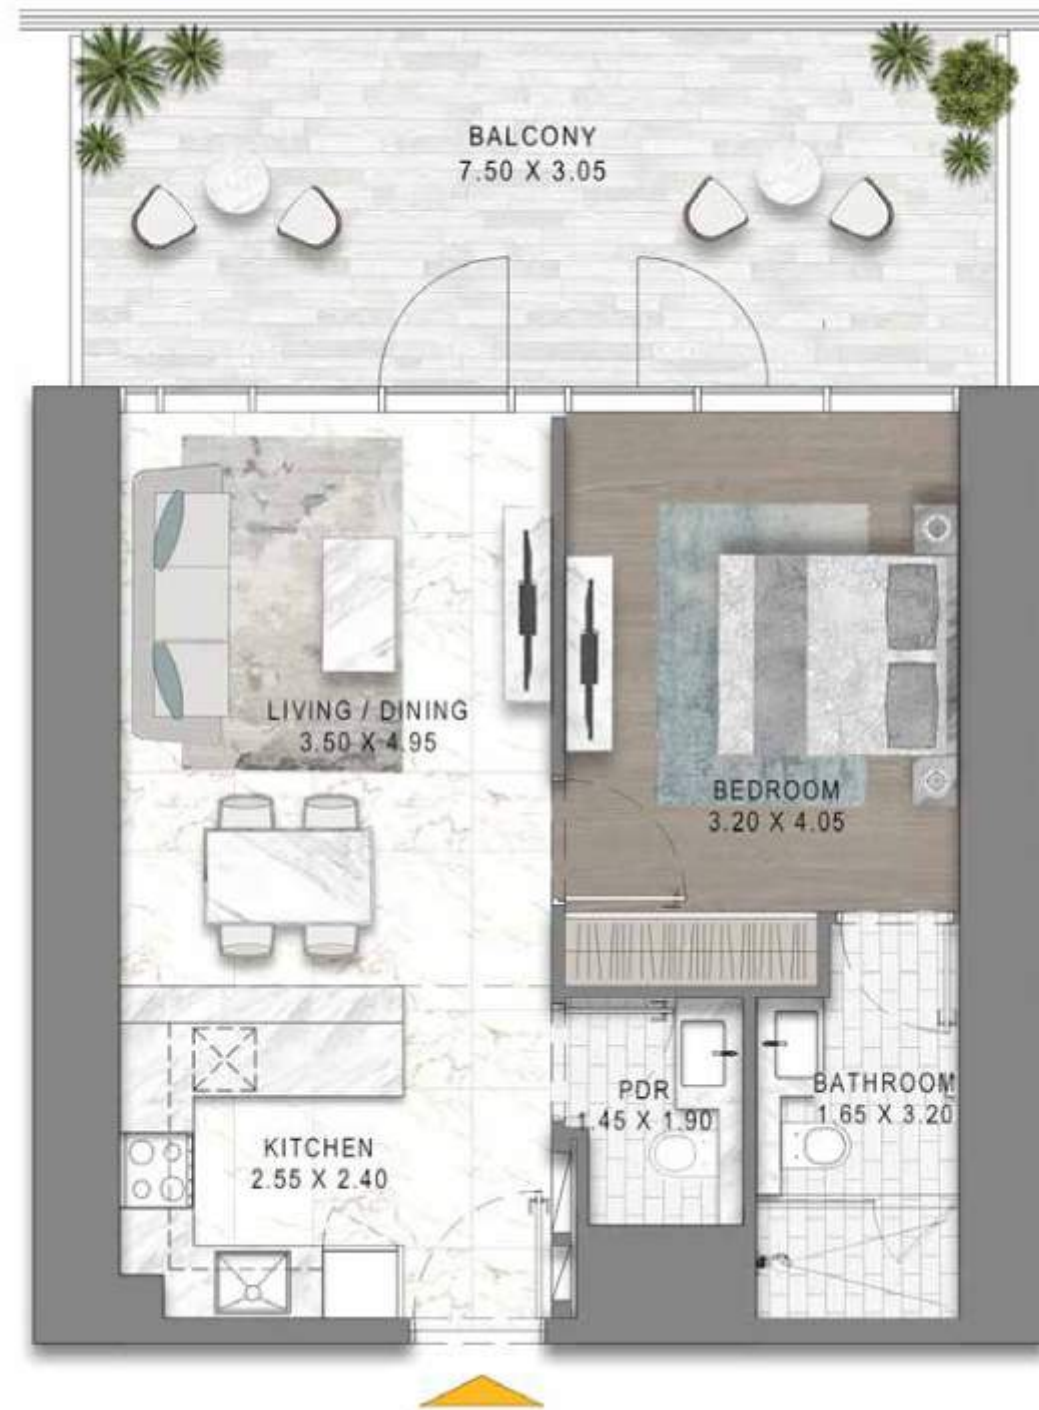 BALCONY
7.50 X 3.05
LIVING / DINING
3.50 X 4.95
BEDROOM
3.20 X 4.05
PDR
1.45 X 1.90
BATHROOM
1.65 X 3.20
KITCHEN
2.55 X 2.40